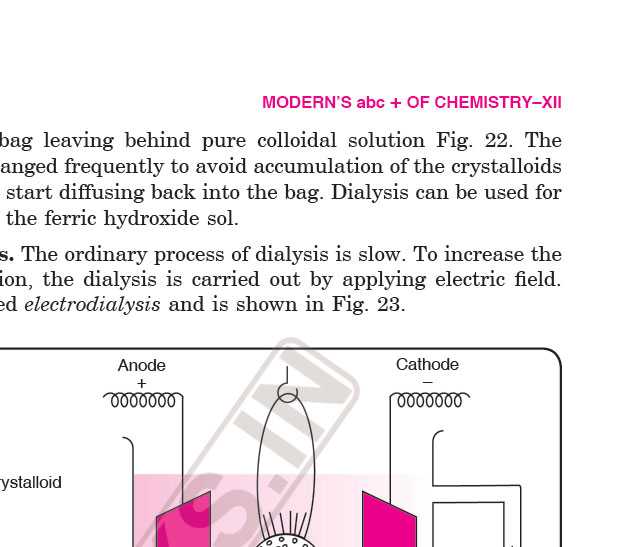 MODERN'S abc + OF CHEMISTRY–XII
bag leaving behind pure colloidal solution Fig. 22. The
anged frequently to avoid accumulation of the crystalloids
start diffusing back into the bag. Dialysis can be used for
the ferric hydroxide sol.
s. The ordinary process of dialysis is slow. To increase the
ion, the dialysis is carried out by applying electric field.
ed electrodialysis and is shown in Fig. 23.
Anode
Cathode
+
–
rystalloid
S.IN